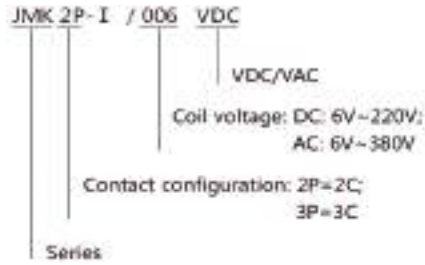 JMK 2P-I / 006 VDC
VDC/VAC
Coil voltage: DC: 6V~220V;
AC: 6V~380V
Contact configuration: 2P=2C;
3P=3C
Series